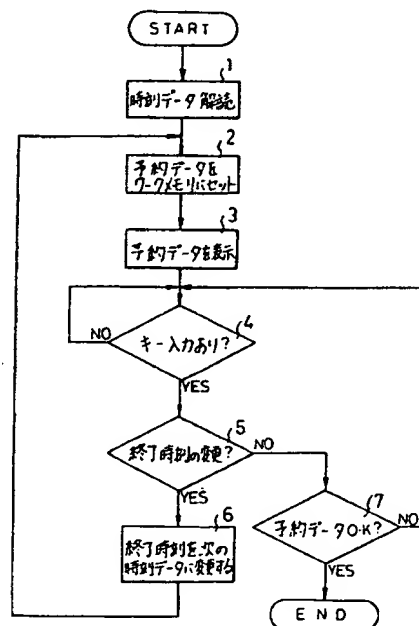 START
1
時刻データ解読
2
予約データを
ワークメモリにセット
3
予約データを表示
4
キー入力あり?
NO
YES
5
終了時刻の変更?
NO
YES
6
終了時刻を次の
時刻データに変更する
7
予約データO・K?
NO
YES
END